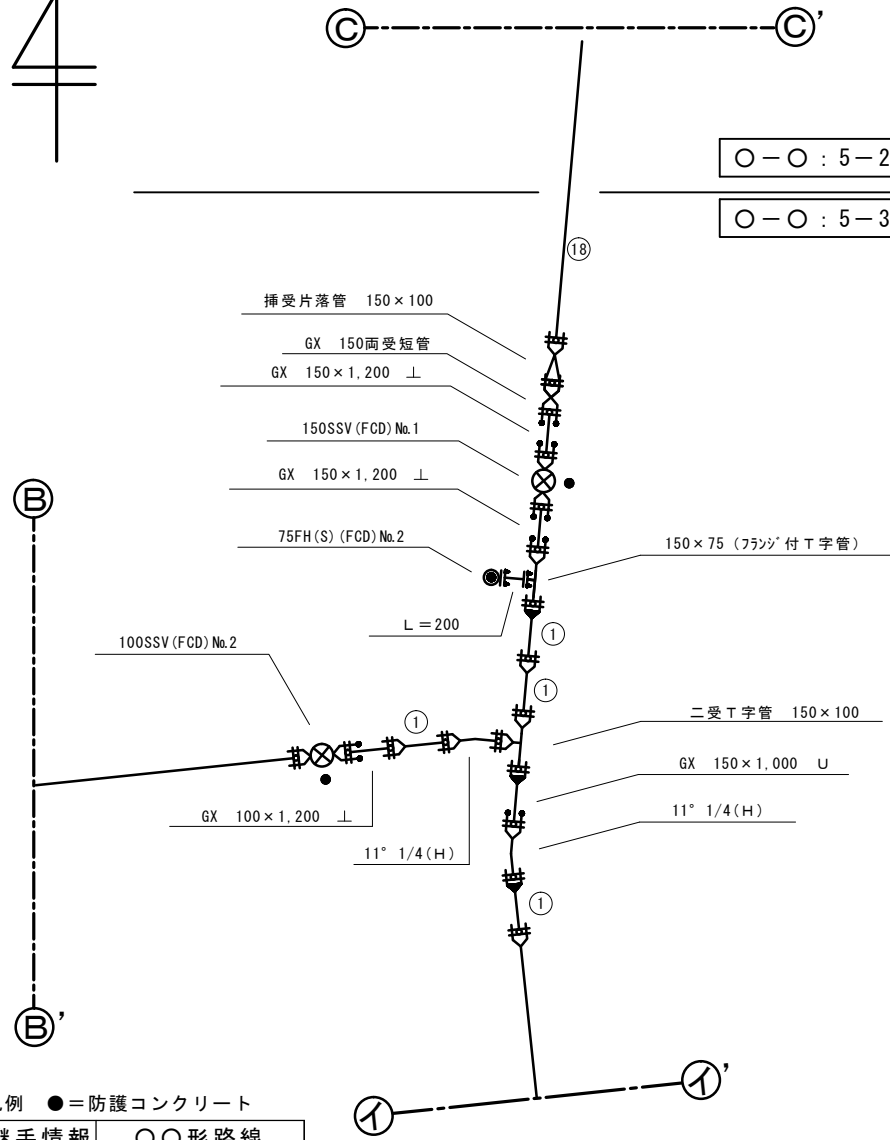 C C'
○－○：5－2
○－○：5－3
⑱
挿受片落管 150×100
GX 150両受短管
GX 150×1,200 ⊥
150SSV(FCD)No.1
GX 150×1,200 ⊥
B
75FH(S)(FCD)No.2
150×75 (フランジ付T字管)
L=200
①
100SSV(FCD)No.2
①
①
二受T字管 150×100
GX 150×1,000 ∪
GX 100×1,200 ⊥
11° 1/4(H)
11° 1/4(H)
①
B'
例 ●＝防護コンクリート
イ イ'
継手情報 〇〇形路線